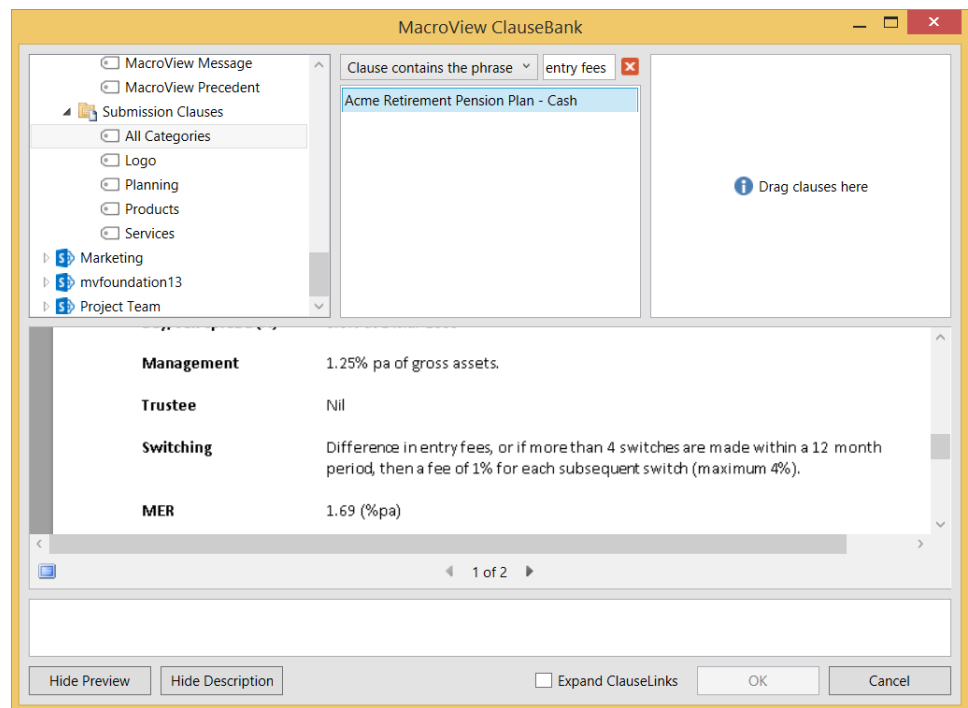 MacroView ClauseBank
MacroView Message
MacroView Precedent
Submission Clauses
All Categories
Logo
Planning
Products
Services
Marketing
mvfoundation13
Project Team
Clause contains the phrase
entry fees
Acme Retirement Pension Plan - Cash
Drag clauses here
Management 1.25% pa of gross assets.
Trustee Nil
Switching Difference in entry fees, or if more than 4 switches are made within a 12 month
period, then a fee of 1% for each subsequent switch (maximum 4%).
MER 1.69 (%pa)
1 of 2
Hide Preview Hide Description Expand ClauseLinks OK Cancel